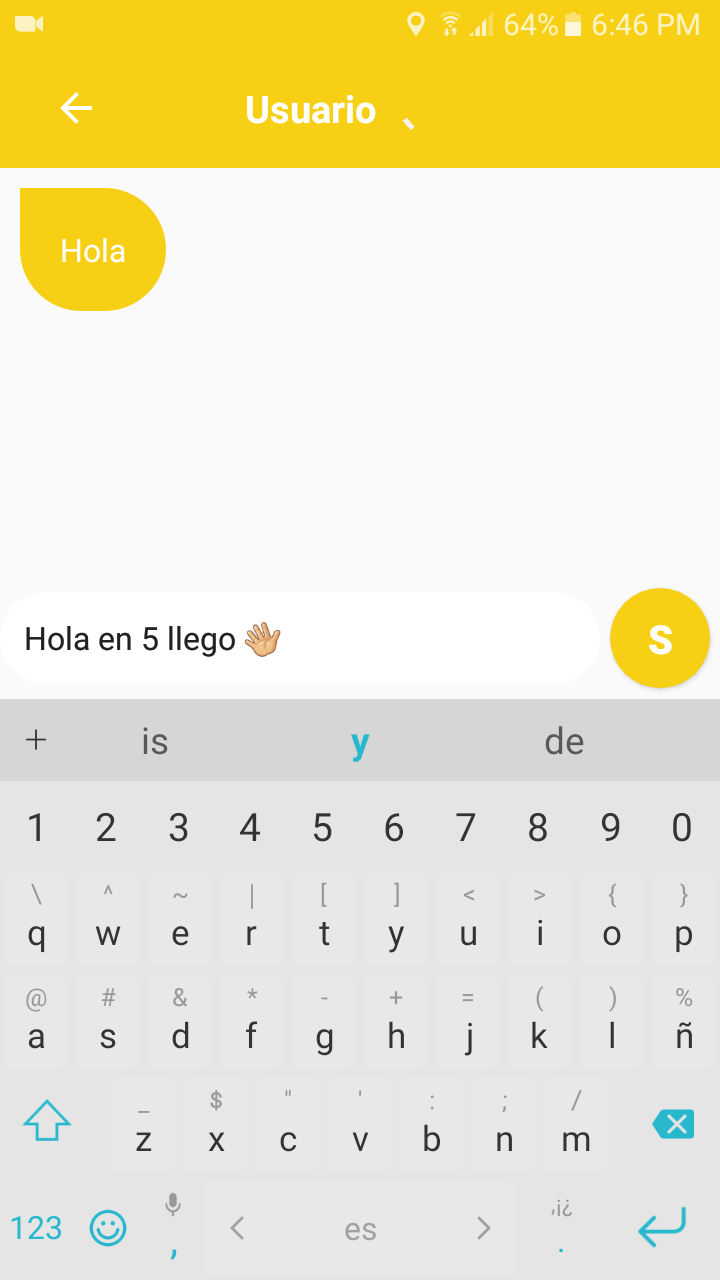 64% 6:46 PM
Usuario
Hola
Hola en 5 llego 👋🏼
S
+ is y de
1 2 3 4 5 6 7 8 9 0
\ ^ ~ | [ ] < > { }
q w e r t y u i o p
@ # & * - + = ( ) %
a s d f g h j k l ñ
_ $ " ' : ; /
z x c v b n m
,¡¿
123 , < es > .